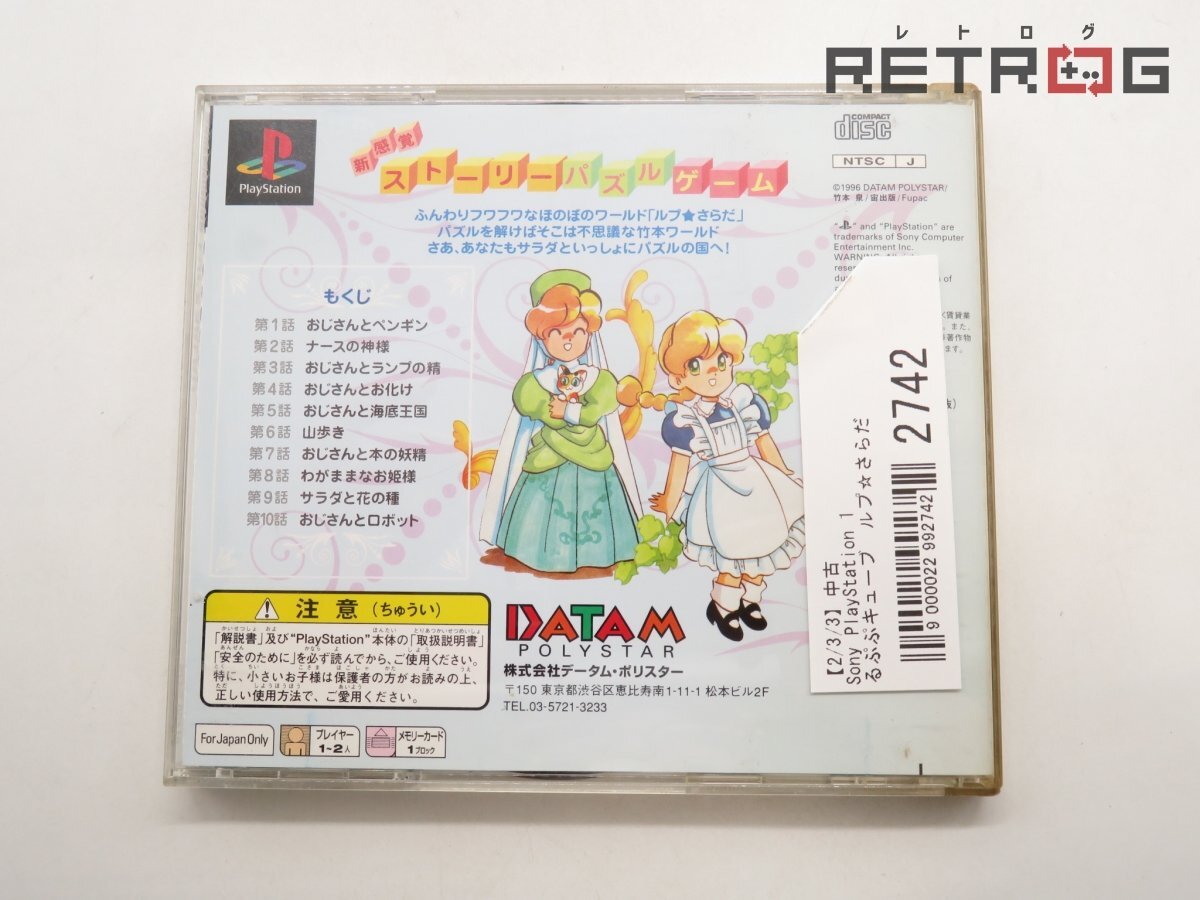 レトログ
RETROG
PlayStation
新感覚
ストーリーパズルゲーム
ふんわりフワフワなほのぼのワールド「ルプ★さらだ」
パズルを解けばそこは不思議な竹本ワールド
さあ、あなたもサラダといっしょにパズルの国へ!
もくじ
第1話 おじさんとペンギン
第2話 ナースの神様
第3話 おじさんとランプの精
第4話 おじさんとお化け
第5話 おじさんと海底王国
第6話 山歩き
第7話 おじさんと本の妖精
第8話 わがままなお姫様
第9話 サラダと花の種
第10話 おじさんとロボット
COMPACT
disc
NTSC J
©1996 DATAM POLYSTAR/
竹本 泉/宙出版/Fupac
" " and "PlayStation" are
trademarks of Sony Computer
Entertainment Inc.
WARNING:
【2/3/3】中古
Sony PlayStation 1
るぷぷキューブ ルプ☆さらだ
2742
9 000022 992742
注意(ちゅうい)
「解説書」及び"PlayStation"本体の「取扱説明書」
「安全のために」を必ず読んでから、ご使用ください。
特に、小さいお子様は保護者の方がお読みの上、
正しい使用方法で、ご愛用ください。
DATAM
POLYSTAR
株式会社データム・ポリスター
〒150 東京都渋谷区恵比寿南1-11-1 松本ビル2F
TEL.03-5721-3233
For Japan Only
プレイヤー
1~2人
メモリーカード
1ブロック